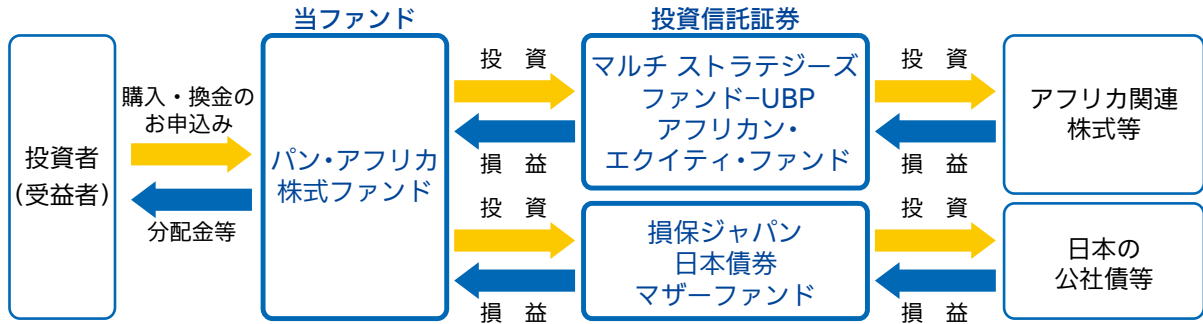 当ファンド
投資信託証券
投資者
(受益者)
購入・換金の
お申込み
分配金等
パン・アフリカ
株式ファンド
投　資
損　益
マルチ ストラテジーズ
ファンド−UBP
アフリカン・
エクイティ・ファンド
投　資
損　益
アフリカ関連
株式等
投　資
損　益
損保ジャパン
日本債券
マザーファンド
投　資
損　益
日本の
公社債等